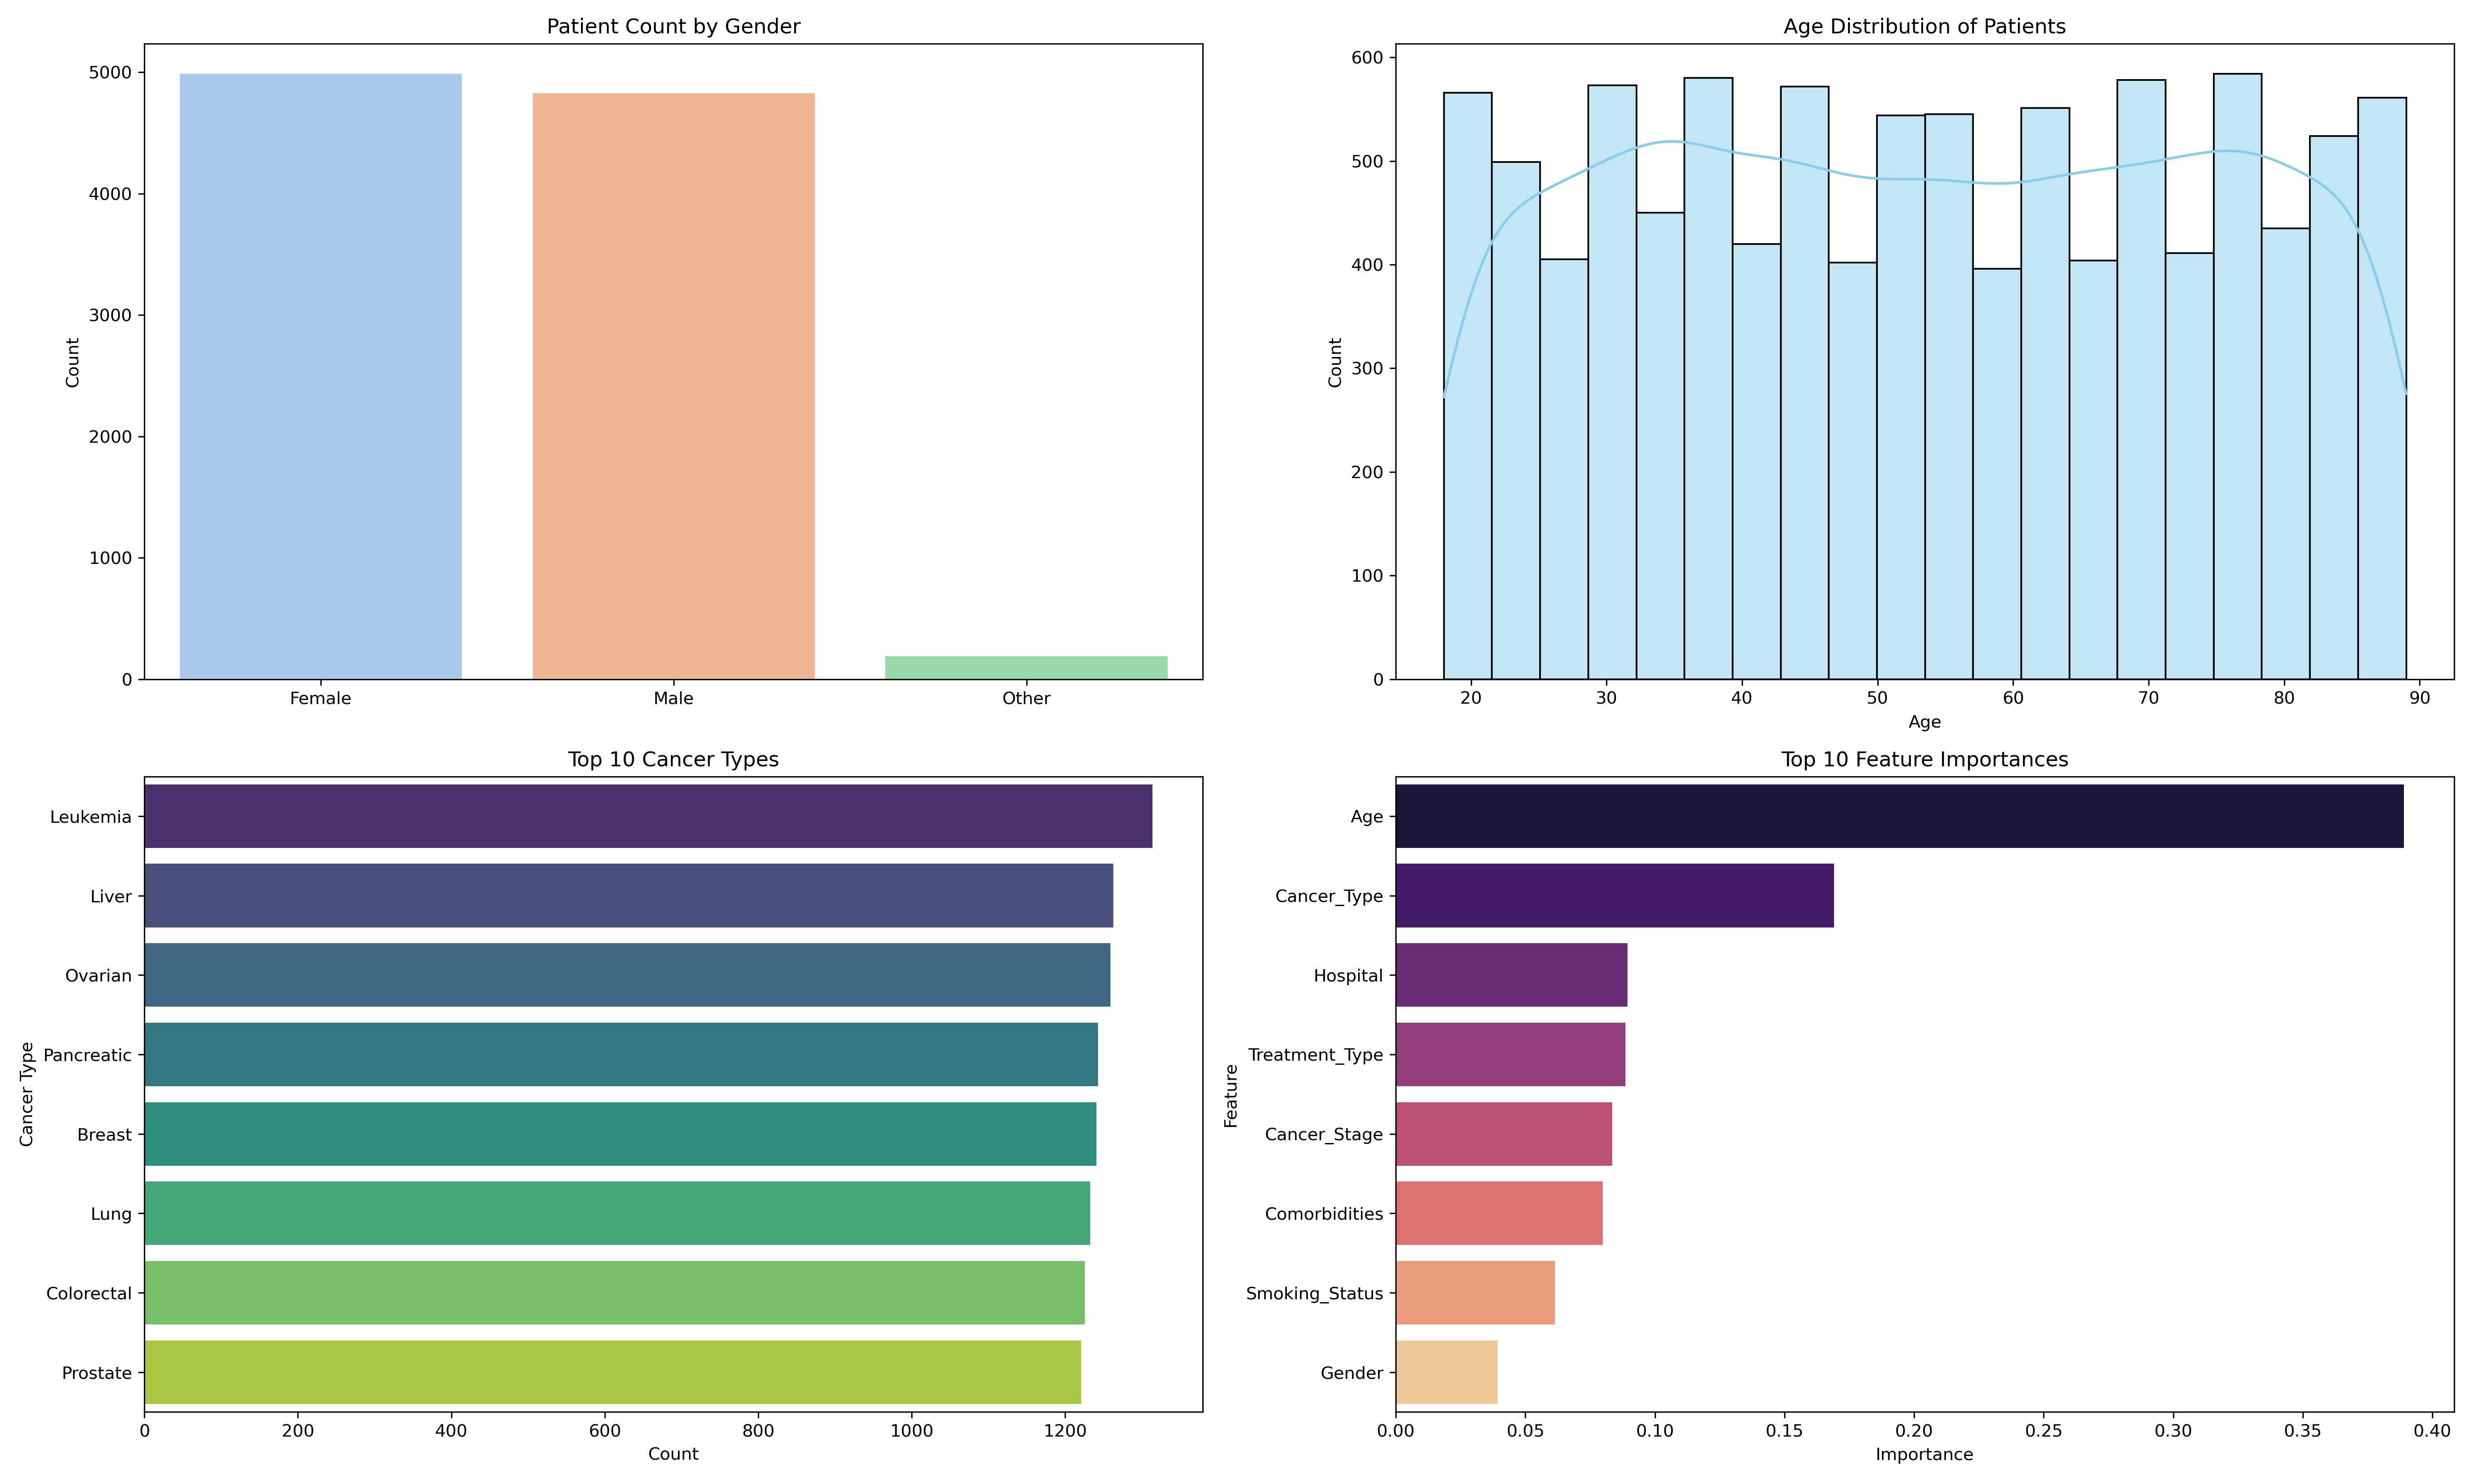 Patient Count by Gender
Count
5000
4000
3000
2000
1000
0
Female Male Other
Age Distribution of Patients
Count
600
500
400
300
200
100
0
20 30 40 50 60 70 80 90
Age
Top 10 Cancer Types
Cancer Type
Leukemia
Liver
Ovarian
Pancreatic
Breast
Lung
Colorectal
Prostate
0 200 400 600 800 1000 1200
Count
Top 10 Feature Importances
Feature
Age
Cancer_Type
Hospital
Treatment_Type
Cancer_Stage
Comorbidities
Smoking_Status
Gender
0.00 0.05 0.10 0.15 0.20 0.25 0.30 0.35 0.40
Importance